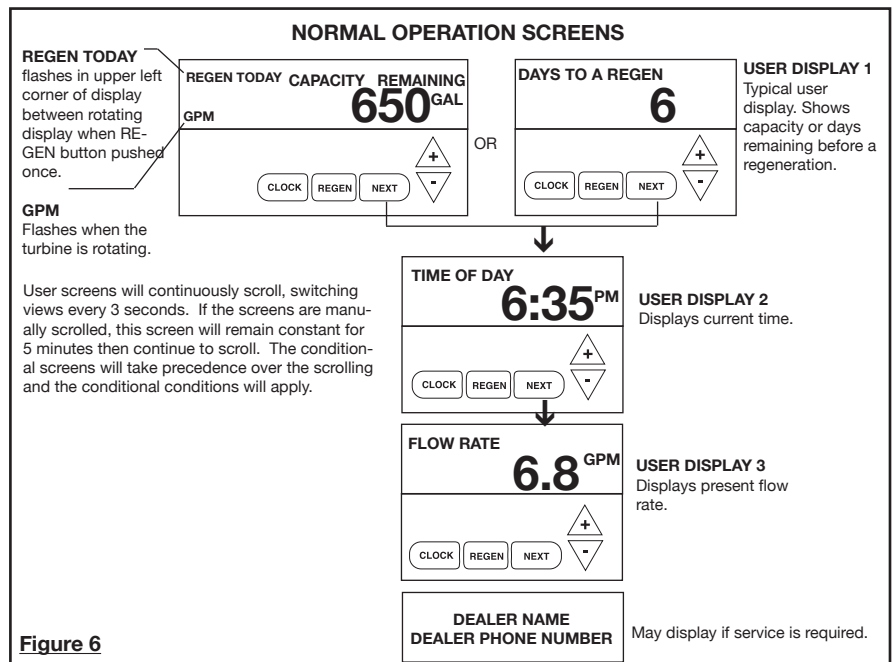 NORMAL OPERATION SCREENS
REGEN TODAY
flashes in upper left
corner of display
between rotating
display when RE-
GEN button pushed
once.
GPM
Flashes when the
turbine is rotating.
REGEN TODAY CAPACITY REMAINING
650 GAL
GPM
+
CLOCK REGEN NEXT -
OR
DAYS TO A REGEN
6
+
CLOCK REGEN NEXT -
USER DISPLAY 1
Typical user
display. Shows
capacity or days
remaining before a
regeneration.
User screens will continuously scroll, switching
views every 3 seconds. If the screens are manu-
ally scrolled, this screen will remain constant for
5 minutes then continue to scroll. The condition-
al screens will take precedence over the scrolling
and the conditional conditions will apply.
TIME OF DAY
6:35 PM
+
CLOCK REGEN NEXT -
USER DISPLAY 2
Displays current time.
FLOW RATE
6.8 GPM
+
CLOCK REGEN NEXT -
USER DISPLAY 3
Displays present flow
rate.
DEALER NAME
DEALER PHONE NUMBER
May display if service is required.
Figure 6